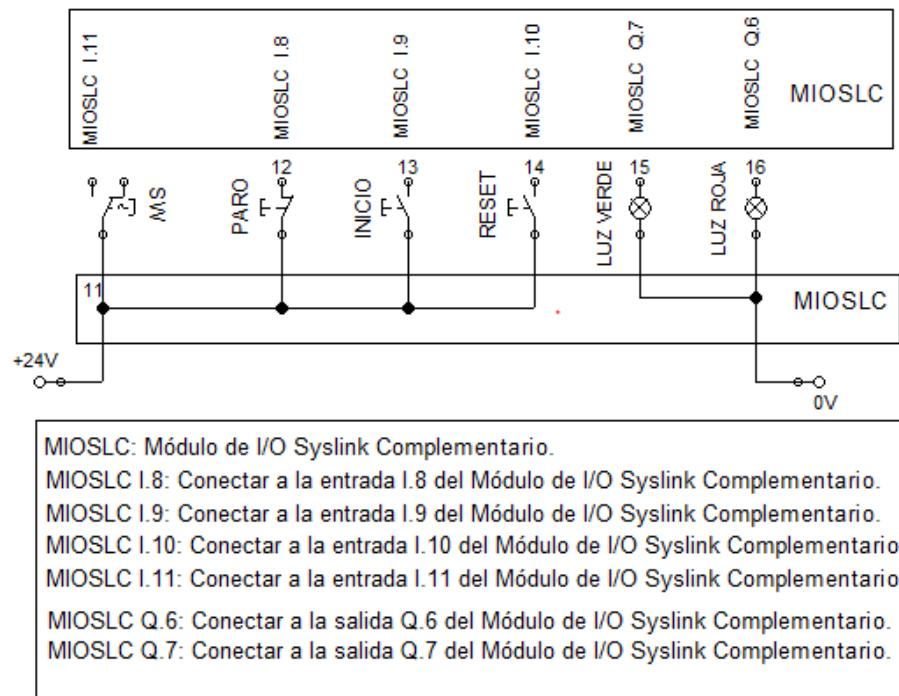 MIOSLC I.11
MIOSLC I.8
MIOSLC I.9
MIOSLC I.10
MIOSLC Q.7
MIOSLC Q.6
MIOSLC
12
13
14
15
16
SW
PARO
INICIO
RESET
LUZ VERDE
LUZ ROJA
11
MIOSLC
+24V
0V
MIOSLC: Módulo de I/O Syslink Complementario.
MIOSLC I.8: Conectar a la entrada I.8 del Módulo de I/O Syslink Complementario.
MIOSLC I.9: Conectar a la entrada I.9 del Módulo de I/O Syslink Complementario.
MIOSLC I.10: Conectar a la entrada I.10 del Módulo de I/O Syslink Complementario
MIOSLC I.11: Conectar a la entrada I.11 del Módulo de I/O Syslink Complementario
MIOSLC Q.6: Conectar a la salida Q.6 del Módulo de I/O Syslink Complementario.
MIOSLC Q.7: Conectar a la salida Q.7 del Módulo de I/O Syslink Complementario.